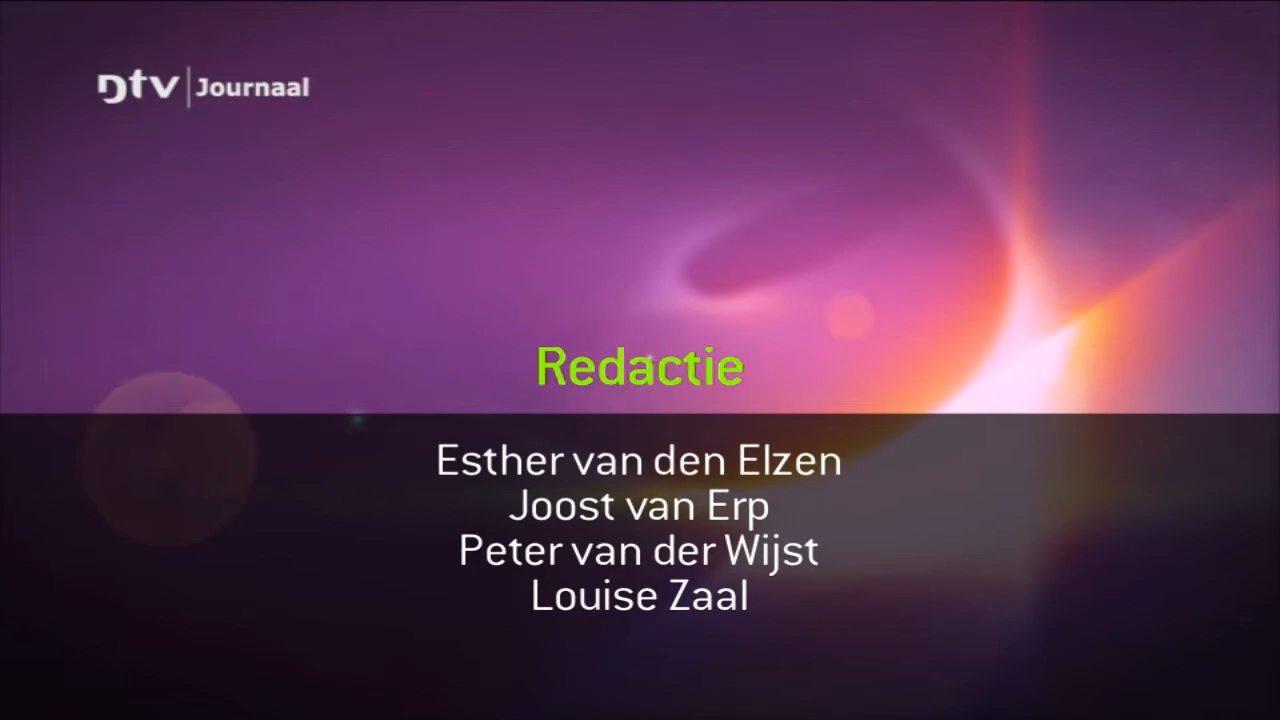 DTV Journaal
Redactie
Esther van den Elzen
Joost van Erp
Peter van der Wijst
Louise Zaal